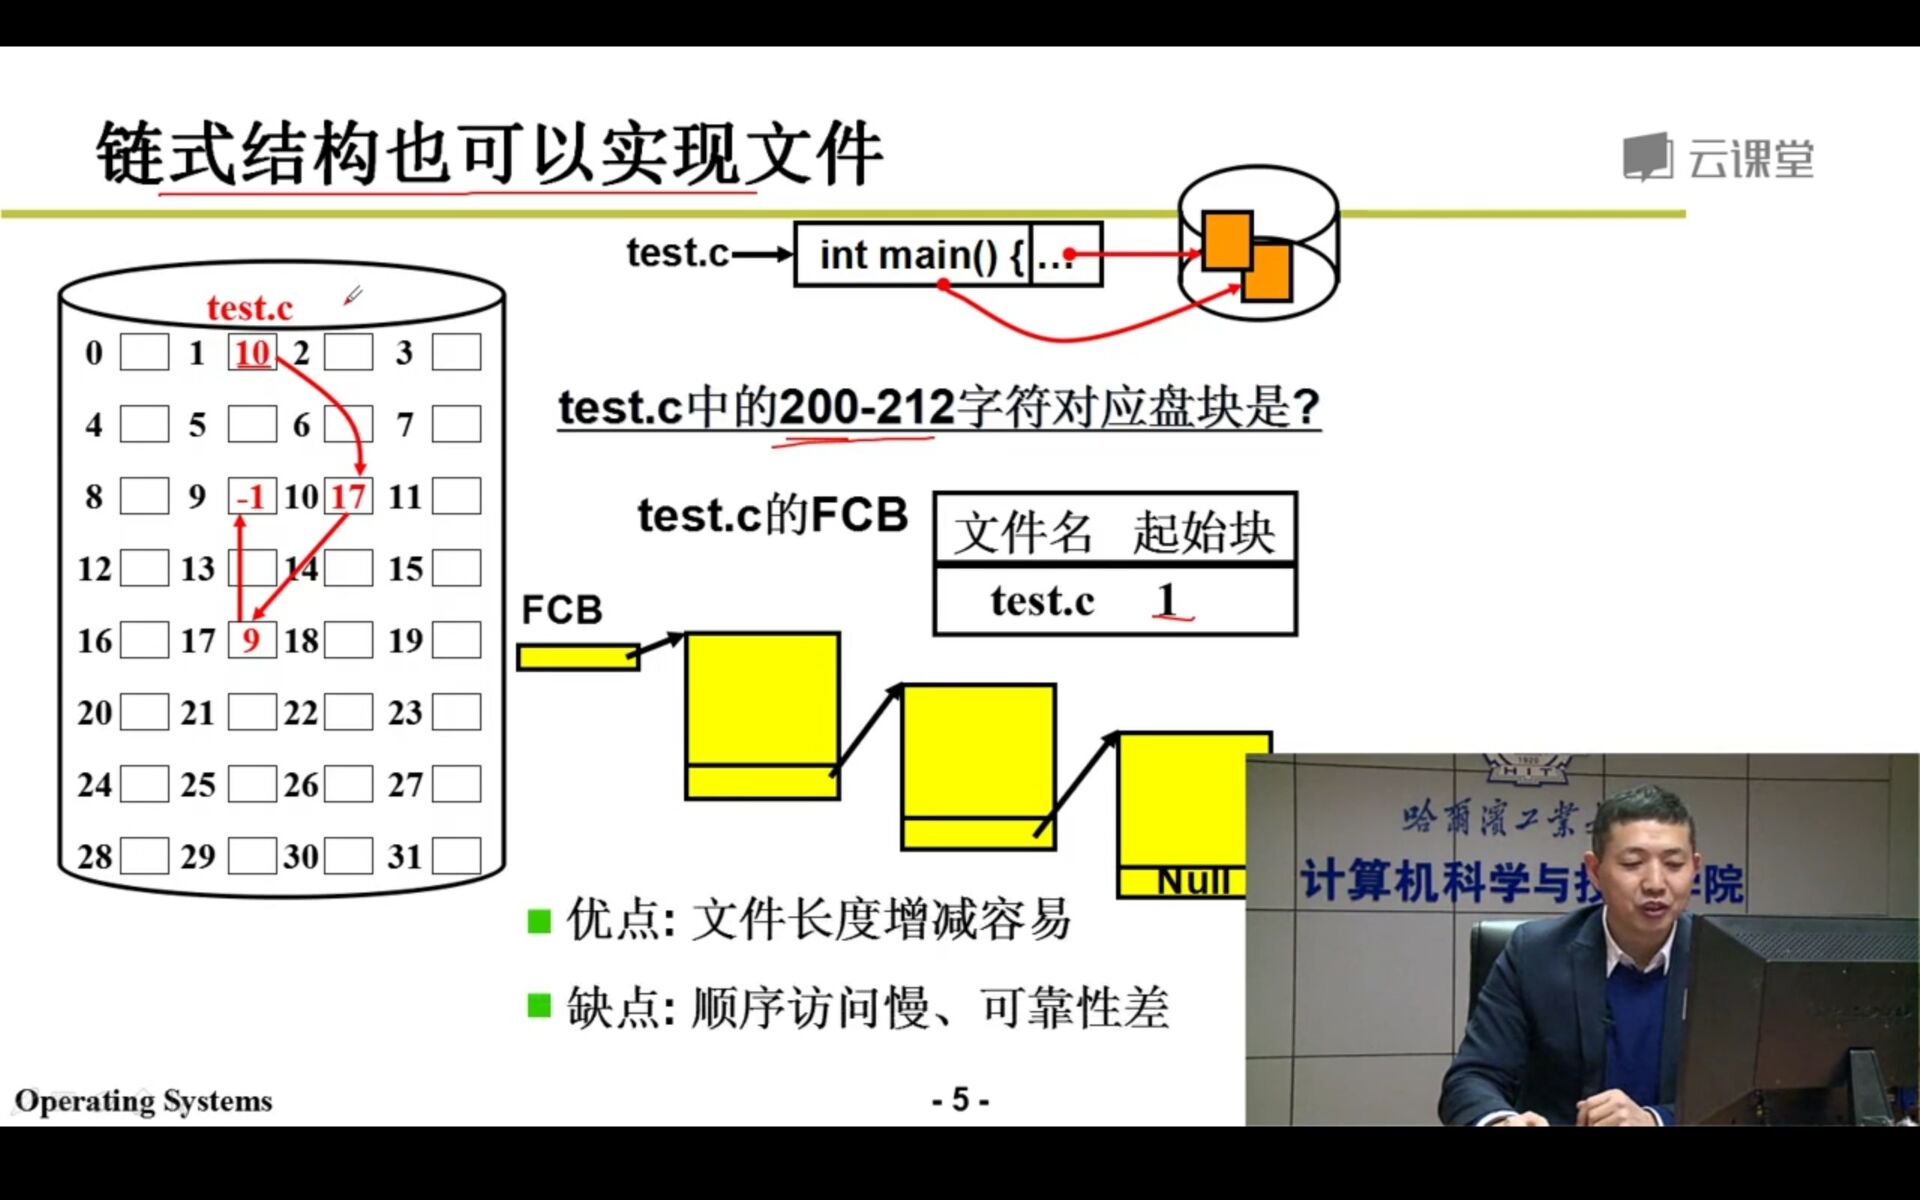 链式结构也可以实现文件
云课堂
test.c int main() { ...
test.c
0 1 10 2 3
4 5 6 7
8 9 -1 10 17 11
12 13 14 15
16 17 9 18 19
20 21 22 23
24 25 26 27
28 29 30 31
test.c中的200-212字符对应盘块是?
test.c的FCB
文件名 起始块
test.c 1
FCB
Null
优点: 文件长度增减容易
缺点: 顺序访问慢、可靠性差
1920
HIT
哈爾濱工業
计算机科学与技 学院
Operating Systems
- 5 -